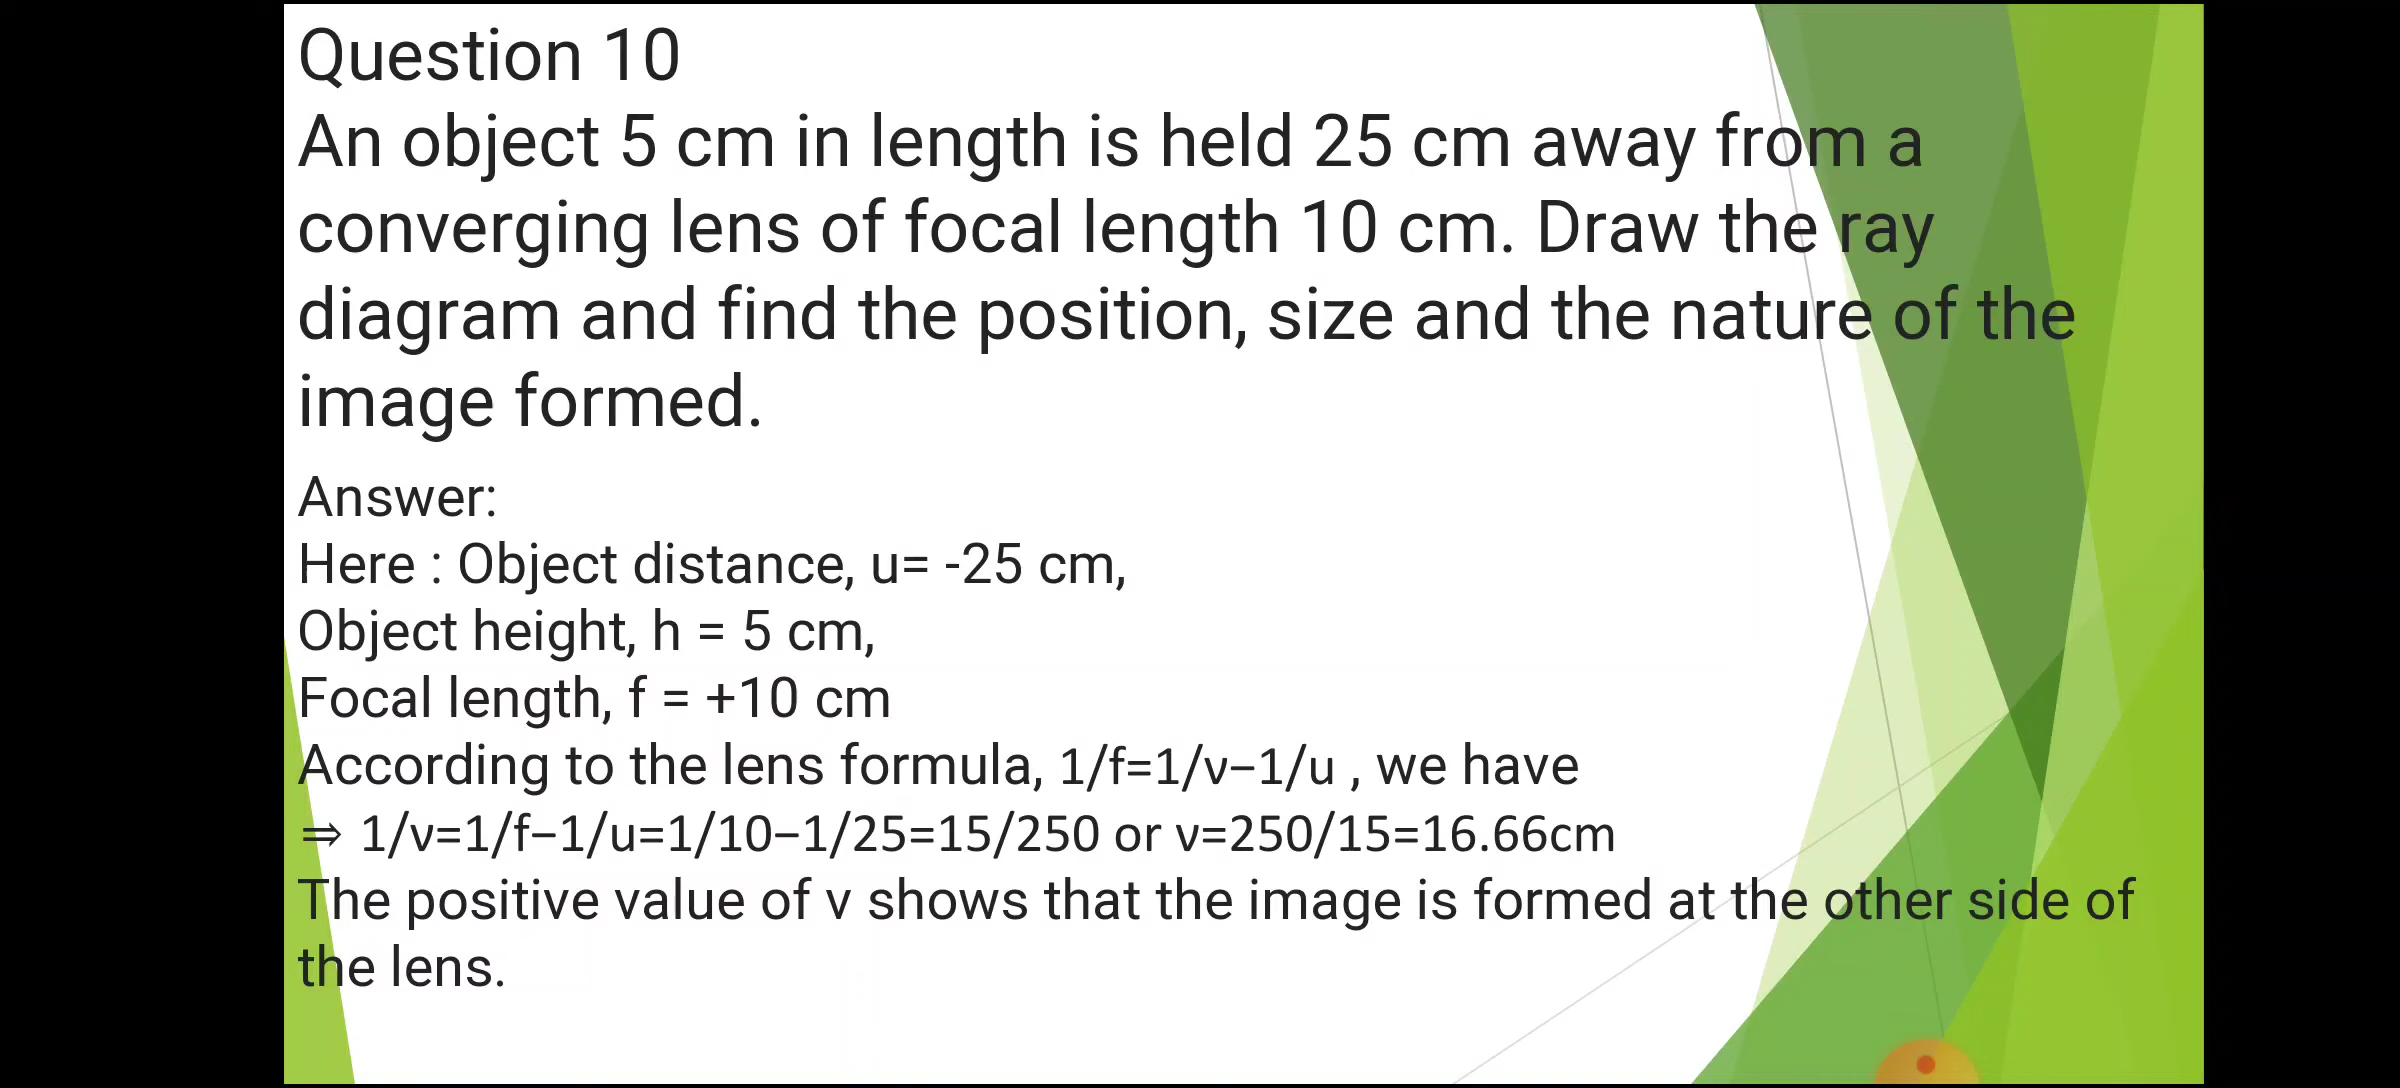 Question 10
An object 5 cm in length is held 25 cm away from a
converging lens of focal length 10 cm. Draw the ray
diagram and find the position, size and the nature of the
image formed.
Answer:
Here : Object distance, u= -25 cm,
Object height, h = 5 cm,
Focal length, f = +10 cm
According to the lens formula, 1/f=1/ν−1/u , we have
⇒ 1/ν=1/f−1/u=1/10−1/25=15/250 or ν=250/15=16.66cm
The positive value of v shows that the image is formed at the other side of
the lens.